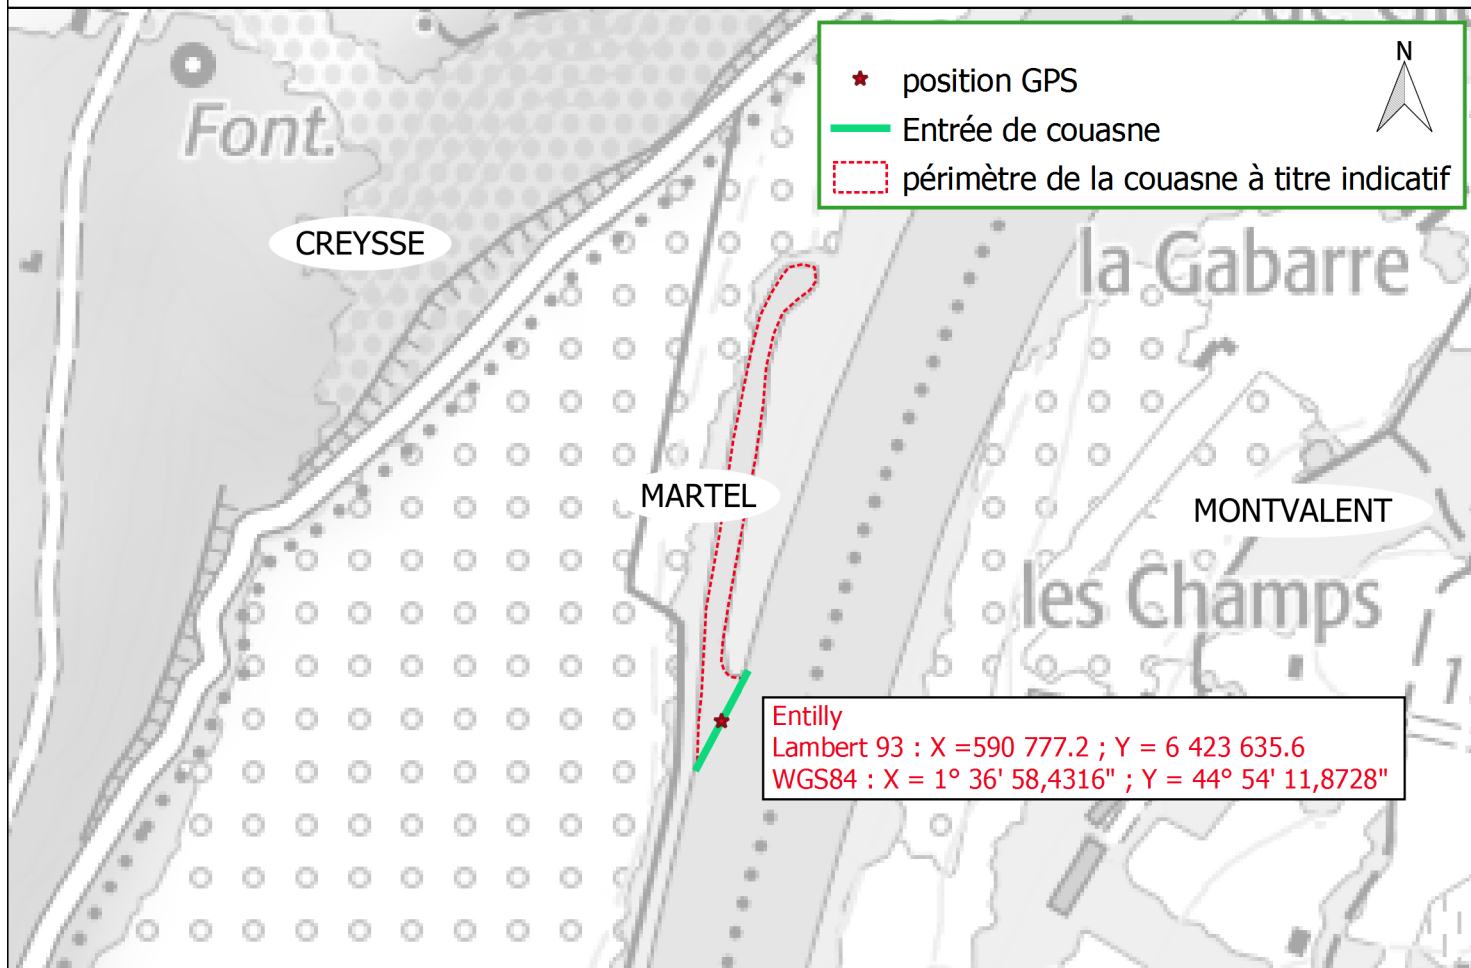 N
position GPS
Entrée de couasne
périmètre de la couasne à titre indicatif
Font.
CREYSSE
la Gabarre
MARTEL
MONTVALENT
les Champs
Entilly
Lambert 93 : X =590 777.2 ; Y = 6 423 635.6
WGS84 : X = 1° 36' 58,4316" ; Y = 44° 54' 11,8728"